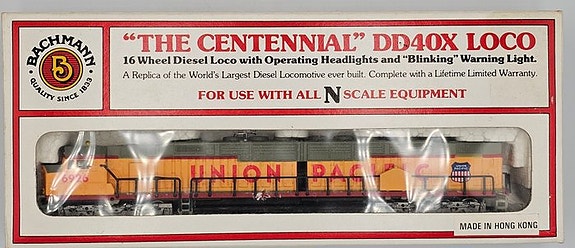 BACHMANN
B
QUALITY SINCE 1833
"THE CENTENNIAL" DD40X LOCO
16 Wheel Diesel Loco with Operating Headlights and "Blinking" Warning Light.
A Replica of the World's Largest Diesel Locomotive ever built. Complete with a Lifetime Limited Warranty.
FOR USE WITH ALL N SCALE EQUIPMENT
6926
UNION PACIFIC
MADE IN HONG KONG